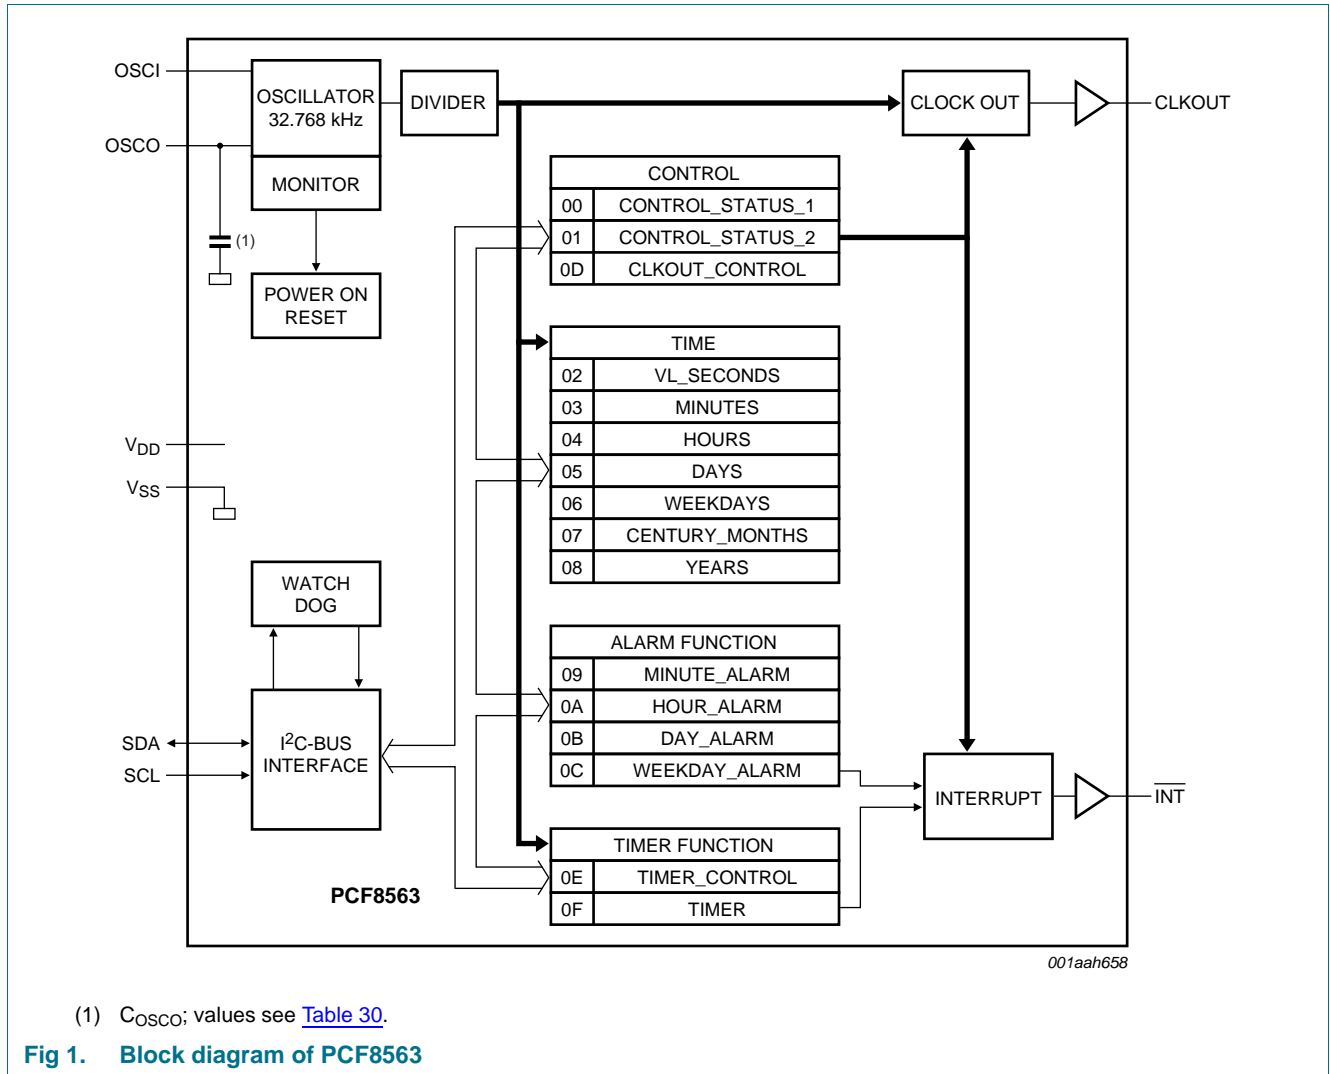 OSCI
OSCO
OSCILLATOR
32.768 kHz
MONITOR
DIVIDER
CLOCK OUT
CLKOUT
(1)
POWER ON
RESET
CONTROL
00 CONTROL_STATUS_1
01 CONTROL_STATUS_2
0D CLKOUT_CONTROL
TIME
02 VL_SECONDS
03 MINUTES
04 HOURS
05 DAYS
06 WEEKDAYS
07 CENTURY_MONTHS
08 YEARS
VDD
VSS
WATCH
DOG
ALARM FUNCTION
09 MINUTE_ALARM
0A HOUR_ALARM
0B DAY_ALARM
0C WEEKDAY_ALARM
SDA
SCL
I2C-BUS
INTERFACE
INTERRUPT
INT
TIMER FUNCTION
0E TIMER_CONTROL
0F TIMER
PCF8563
001aah658
(1) COSCO; values see Table 30.
Fig 1. Block diagram of PCF8563